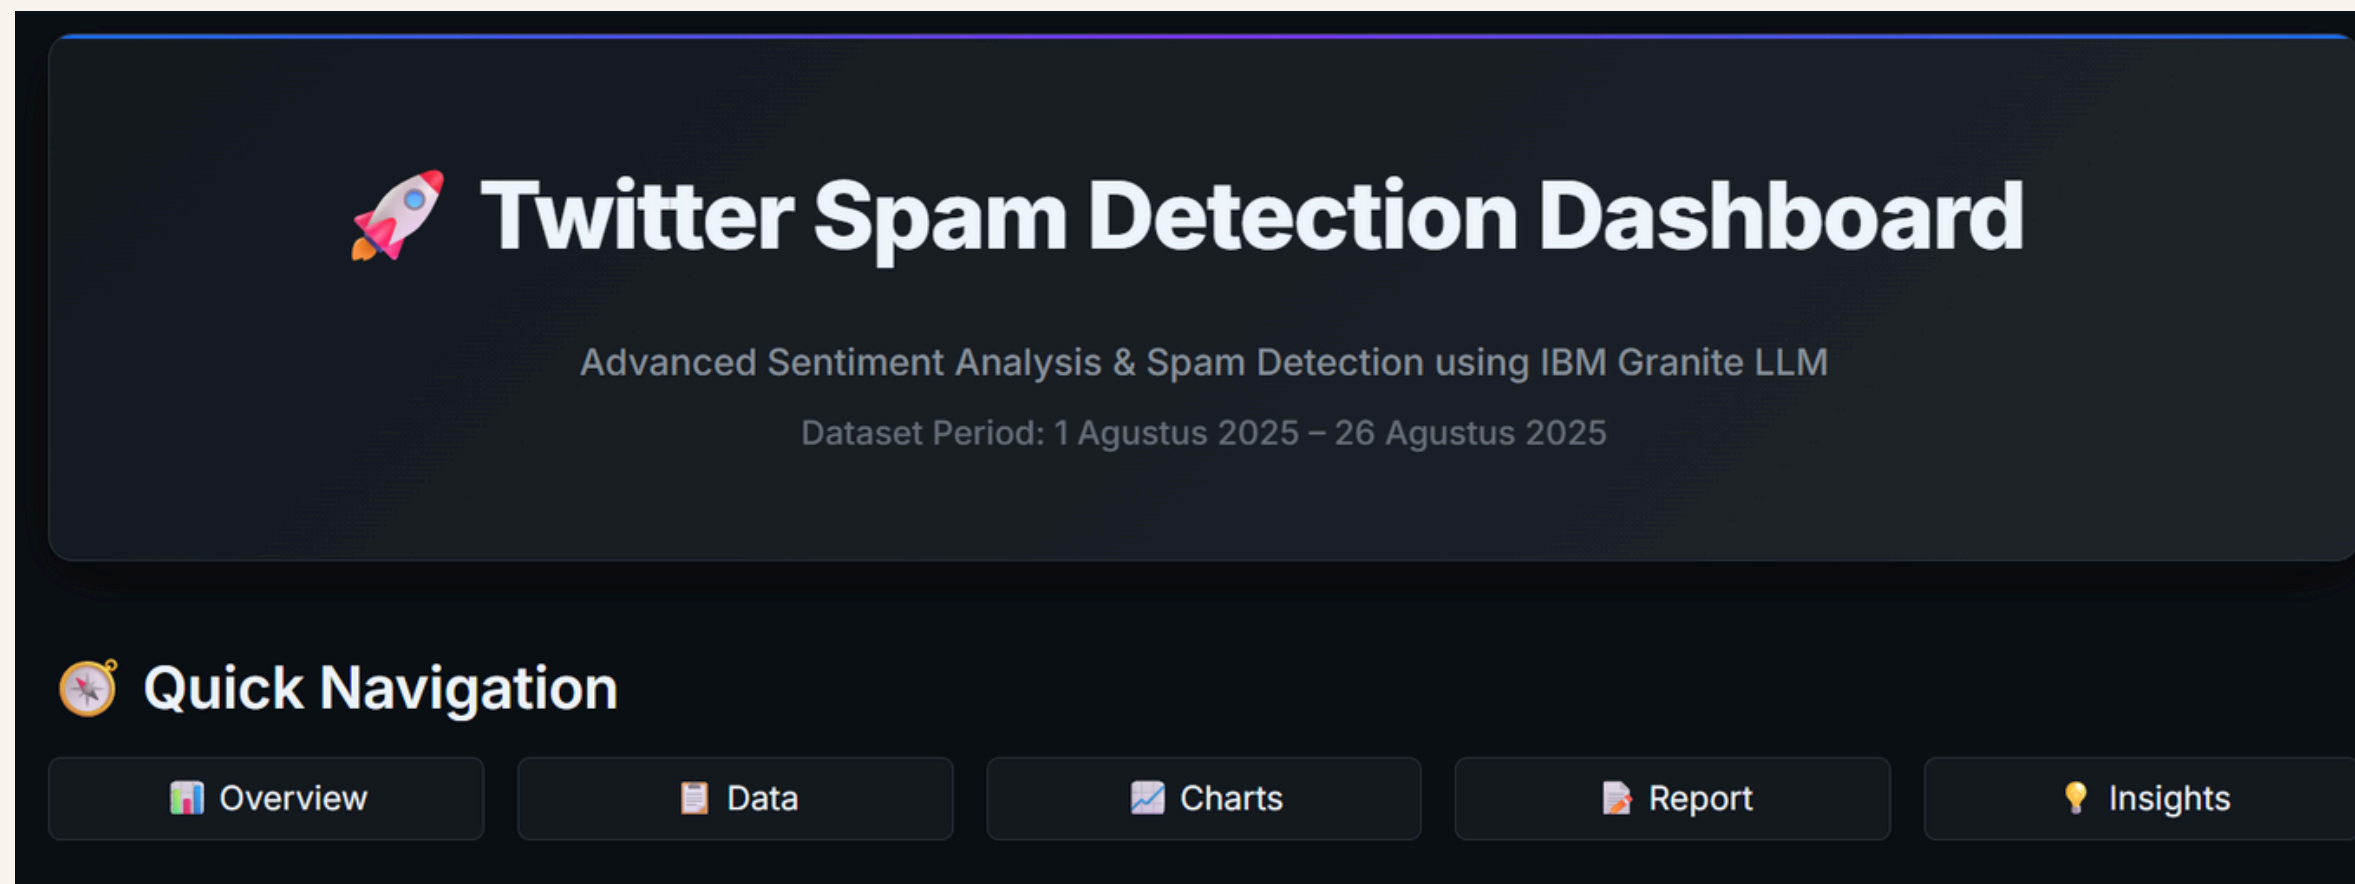 🚀 Twitter Spam Detection Dashboard
Advanced Sentiment Analysis & Spam Detection using IBM Granite LLM
Dataset Period: 1 Agustus 2025 – 26 Agustus 2025
🧭 Quick Navigation
📊 Overview
📋 Data
📈 Charts
📝 Report
💡 Insights